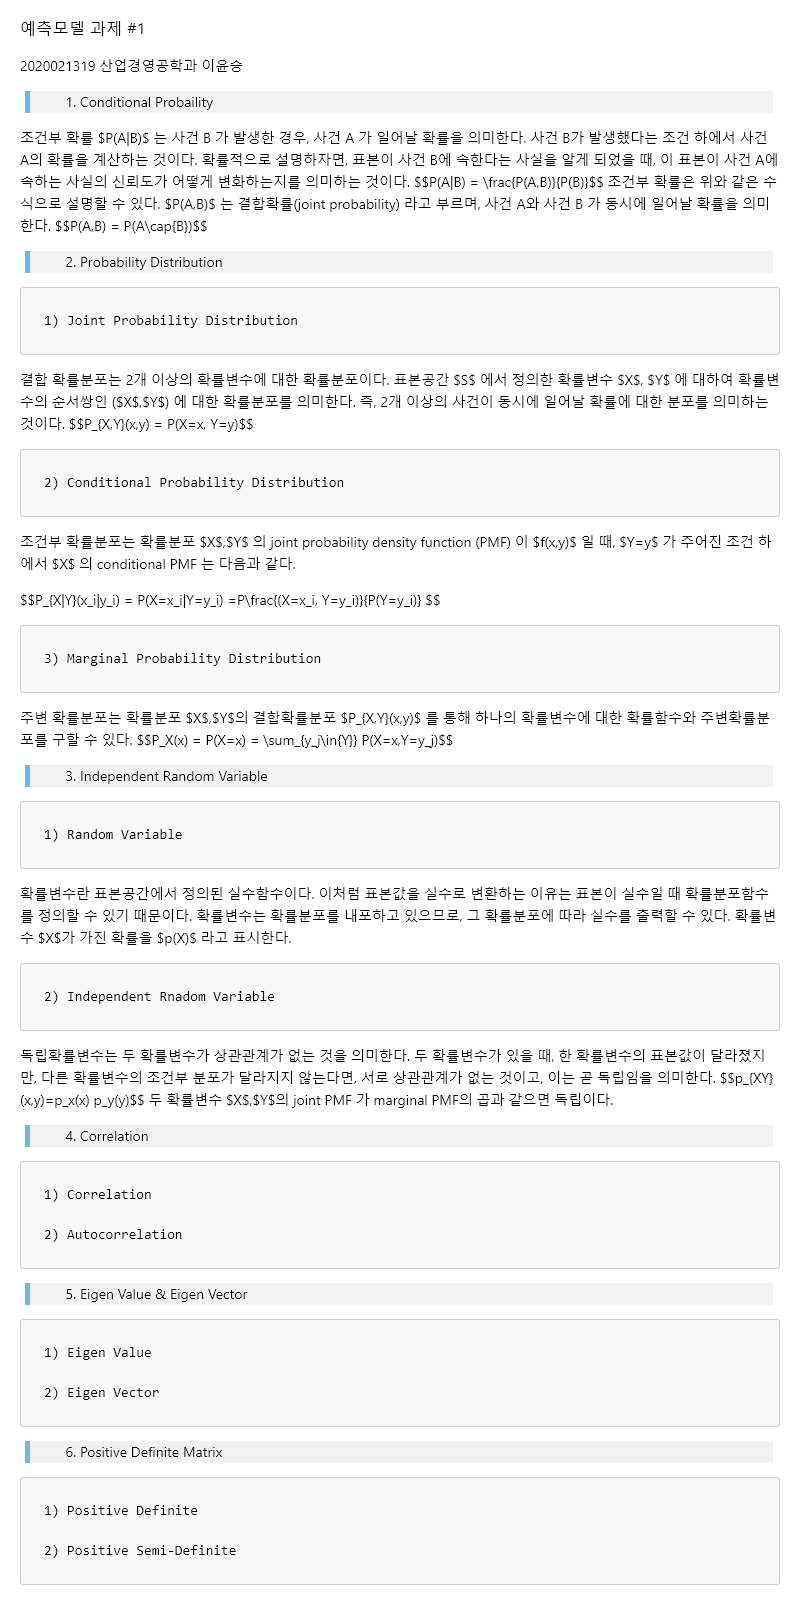 예측모델 과제 #1
2020021319 산업경영공학과 이윤승
1. Conditional Probaility
조건부 확률 $P(A|B)$ 는 사건 B 가 발생한 경우, 사건 A 가 일어날 확률을 의미한다. 사건 B가 발생했다는 조건 하에서 사건
A의 확률을 계산하는 것이다. 확률적으로 설명하자면, 표본이 사건 B에 속한다는 사실을 알게 되었을 때, 이 표본이 사건 A에
속하는 사실의 신뢰도가 어떻게 변화하는지를 의미하는 것이다. $$P(A|B) = \frac{P(A,B)}{P(B)}$$ 조건부 확률은 위와 같은 수
식으로 설명할 수 있다. $P(A,B)$ 는 결합확률(joint probability) 라고 부르며, 사건 A와 사건 B 가 동시에 일어날 확률을 의미
한다. $$P(A,B) = P(A\cap{B})$$
2. Probability Distribution
1) Joint Probability Distribution
결합 확률분포는 2개 이상의 확률변수에 대한 확률분포이다. 표본공간 $S$ 에서 정의한 확률변수 $X$, $Y$ 에 대하여 확률변
수의 순서쌍인 ($X$,$Y$) 에 대한 확률분포를 의미한다. 즉, 2개 이상의 사건이 동시에 일어날 확률에 대한 분포를 의미하는
것이다. $$P_{X,Y}(x,y) = P(X=x, Y=y)$$
2) Conditional Probability Distribution
조건부 확률분포는 확률분포 $X$,$Y$ 의 joint probability density function (PMF) 이 $f(x,y)$ 일 때, $Y=y$ 가 주어진 조건 하
에서 $X$ 의 conditional PMF 는 다음과 같다.
$$P_{X|Y}(x_i|y_i) = P(X=x_i|Y=y_i) =P\frac{(X=x_i, Y=y_i)}{P(Y=y_i)} $$
3) Marginal Probability Distribution
주변 확률분포는 확률분포 $X$,$Y$의 결합확률분포 $P_{X,Y}(x,y)$ 를 통해 하나의 확률변수에 대한 확률함수와 주변확률분
포를 구할 수 있다. $$P_X(x) = P(X=x) = \sum_{y_j\in{Y}} P(X=x,Y=y_j)$$
3. Independent Random Variable
1) Random Variable
확률변수란 표본공간에서 정의된 실수함수이다. 이처럼 표본값을 실수로 변환하는 이유는 표본이 실수일 때 확률분포함수
를 정의할 수 있기 때문이다. 확률변수는 확률분포를 내포하고 있으므로, 그 확률분포에 따라 실수를 출력할 수 있다. 확률변
수 $X$가 가진 확률을 $p(X)$ 라고 표시한다.
2) Independent Rnadom Variable
독립확률변수는 두 확률변수가 상관관계가 없는 것을 의미한다. 두 확률변수가 있을 때, 한 확률변수의 표본값이 달라졌지
만, 다른 확률변수의 조건부 분포가 달라지지 않는다면, 서로 상관관계가 없는 것이고, 이는 곧 독립임을 의미한다. $$p_{XY}
(x,y)=p_x(x) p_y(y)$$ 두 확률변수 $X$,$Y$의 joint PMF 가 marginal PMF의 곱과 같으면 독립이다.
4. Correlation
1) Correlation
2) Autocorrelation
5. Eigen Value & Eigen Vector
1) Eigen Value
2) Eigen Vector
6. Positive Definite Matrix
1) Positive Definite
2) Positive Semi-Definite